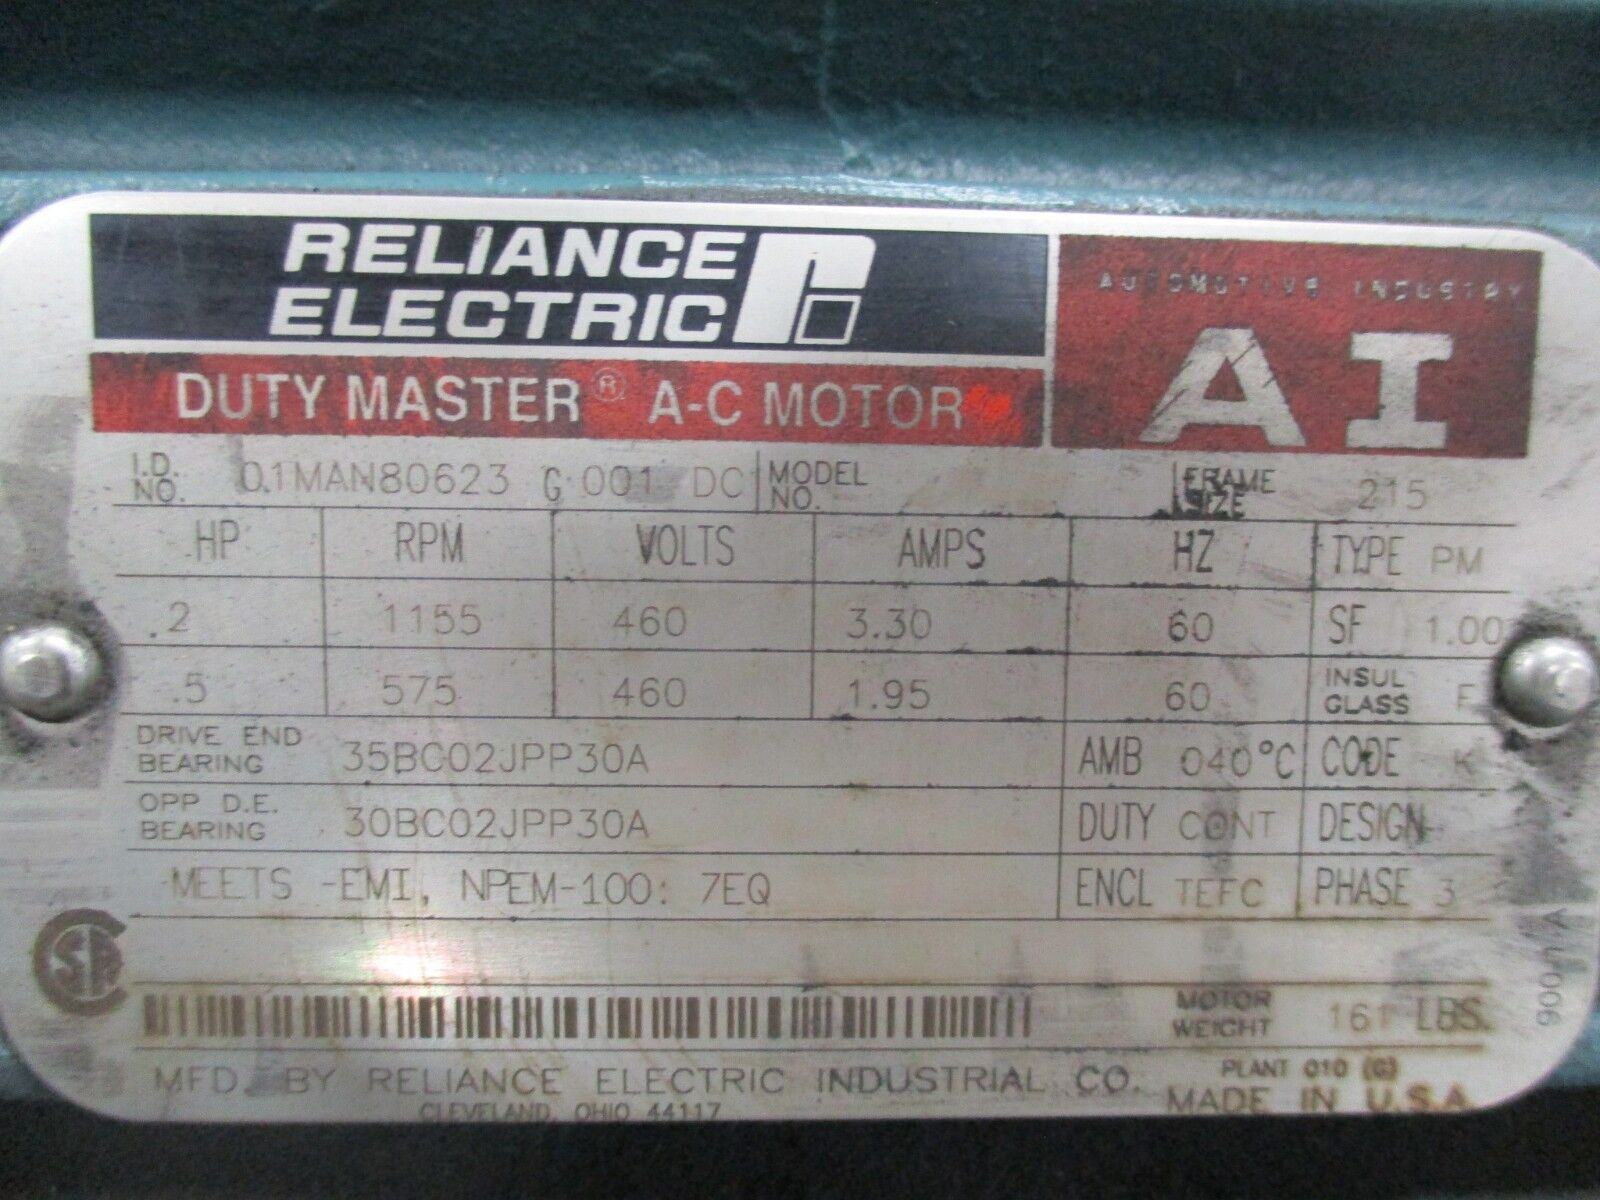 RELIANCE
ELECTRIC
AUTOMOTIVE INDUSTRY
AI
DUTY MASTER® A-C MOTOR
I.D. NO. 01MAN80623 G 001 DC MODEL NO. FRAME SIZE 215
HP RPM VOLTS AMPS HZ TYPE PM
.2 1155 460 3.30 60 SF 1.00
.5 575 460 1.95 60 INSUL CLASS F
DRIVE END BEARING 35BC02JPP30A AMB 040°C CODE K
OPP D.E. BEARING 30BC02JPP30A DUTY CONT DESIGN
MEETS -EMI, NPEM-100: 7EQ ENCL TEFC PHASE 3
MOTOR WEIGHT 161 LBS.
MFD. BY RELIANCE ELECTRIC INDUSTRIAL CO. PLANT 010 (G)
CLEVELAND, OHIO 44117 MADE IN U.S.A.